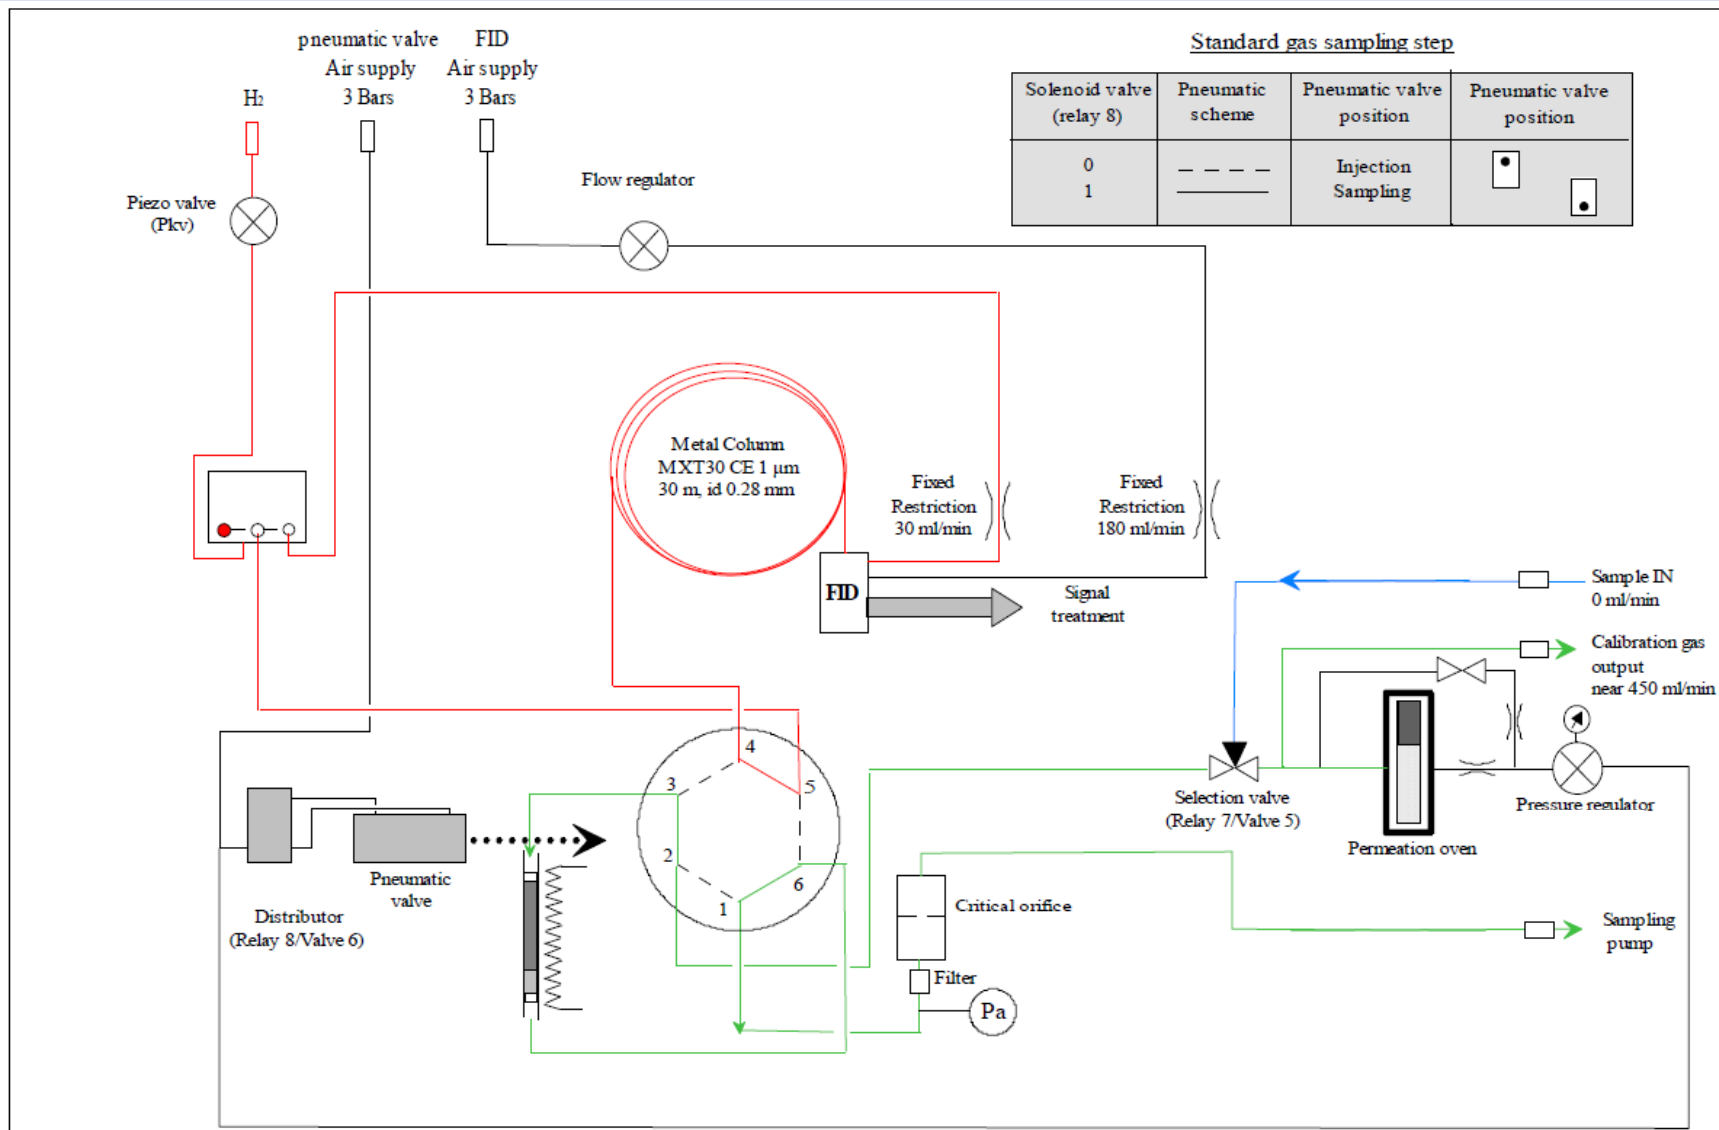 pneumatic valve
Air supply
3 Bars
FID
Air supply
3 Bars
H2
Piezo valve
(Pkv)
Flow regulator
Standard gas sampling step
Solenoid valve
(relay 8)
Pneumatic
scheme
Pneumatic valve
position
Pneumatic valve
position
0
Injection
1
Sampling
Metal Column
MXT30 CE 1 μm
30 m, id 0.28 mm
Fixed
Restriction
30 ml/min
Fixed
Restriction
180 ml/min
FID
Signal
treatment
Sample IN
0 ml/min
Calibration gas
output
near 450 ml/min
Selection valve
(Relay 7/Valve 5)
Permeation oven
Pressure regulator
4
3
5
2
6
1
Pneumatic
valve
Distributor
(Relay 8/Valve 6)
Critical orifice
Filter
Pa
Sampling
pump